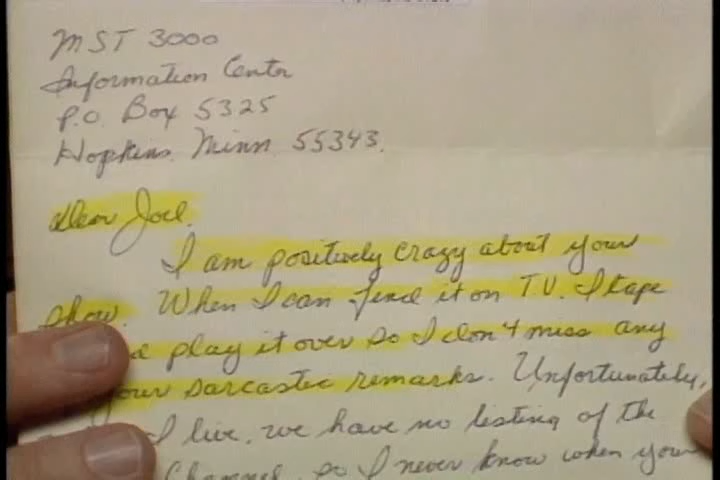 MST 3000
Information Center
P.O. Box 5325
Hopkins, Minn 55343.
Dear Joel.
I am positively crazy about your
show. When I can find it on T.V. I tape
play it over so I don't miss any
your sarcastic remarks. Unfortunately,
I live, we have no listing of the
Channel, so I never know when your